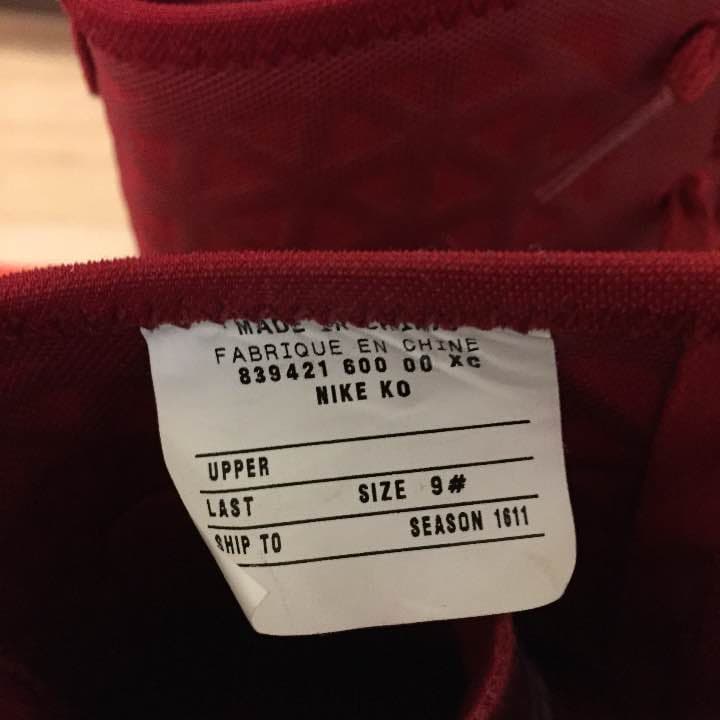 MADE IN CHINA
FABRIQUE EN CHINE
839421 600 00 XC
NIKE KO
UPPER
LAST SIZE 9#
SHIP TO SEASON 1611